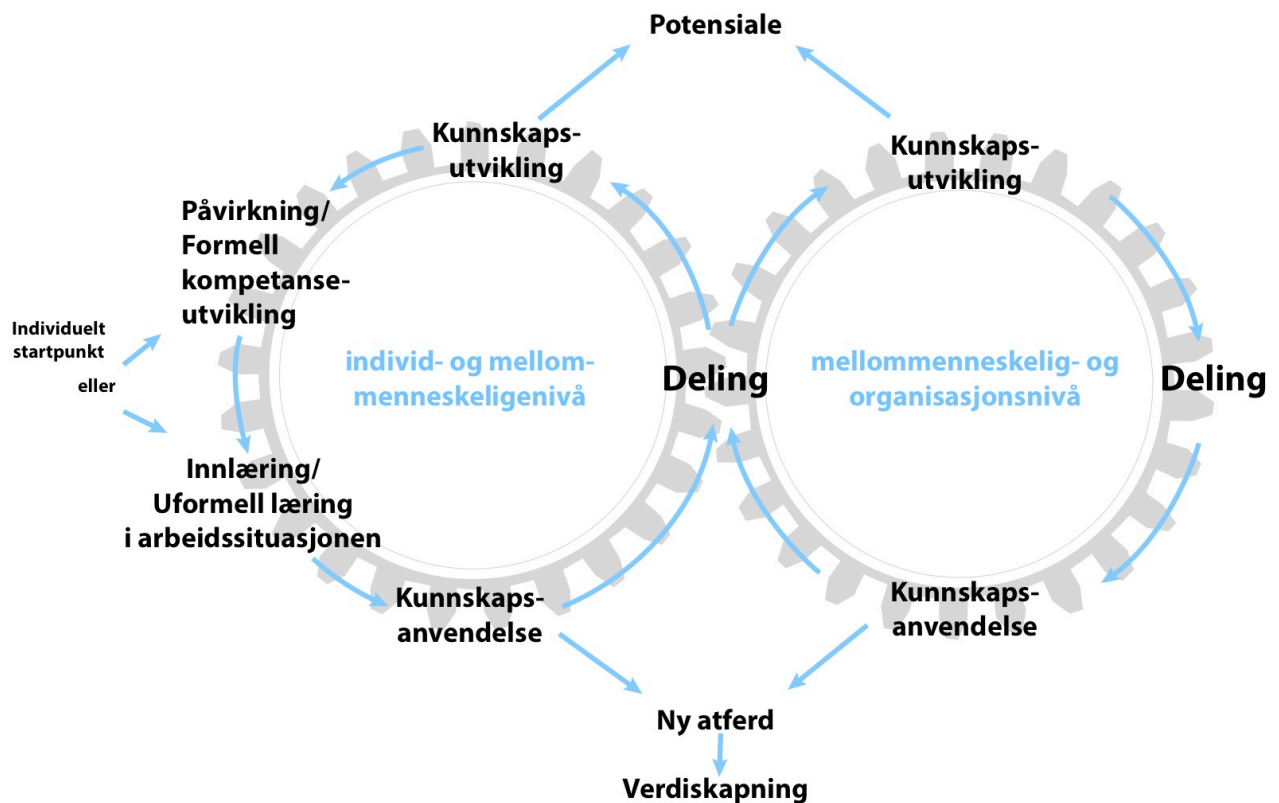 Potensiale
Kunnskaps-
utvikling
Kunnskaps-
utvikling
Påvirkning/
Formell
kompetanse-
utvikling
Individuelt
startpunkt
eller
individ- og mellom-
menneskeligenivå
Deling
mellommenneskelig- og
organisasjonsnivå
Deling
Innlæring/
Uformell læring
i arbeidssituasjonen
Kunnskaps-
anvendelse
Kunnskaps-
anvendelse
Ny atferd
Verdiskapning